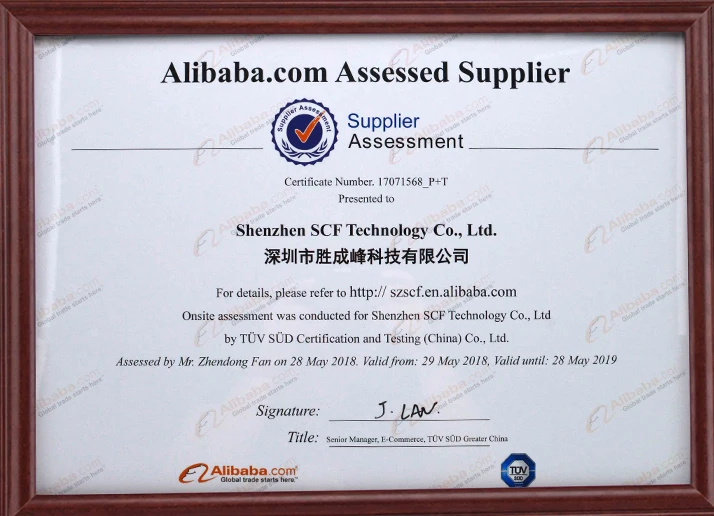 Alibaba.com Assessed Supplier
Supplier Assessment
Supplier
Assessment
Certificate Number. 17071568_P+T
Presented to
Shenzhen SCF Technology Co., Ltd.
深圳市胜成峰科技有限公司
For details, please refer to http:// szscf.en.alibaba.com
Onsite assessment was conducted for Shenzhen SCF Technology Co., Ltd
by TÜV SÜD Certification and Testing (China) Co., Ltd.
Assessed by Mr. Zhendong Fan on 28 May 2018. Valid from: 29 May 2018, Valid until: 28 May 2019
Signature: J. LAN.
Title: Senior Manager, E-Commerce, TÜV SÜD Greater China
Alibaba.com
Global trade starts here.
TÜV
SÜD